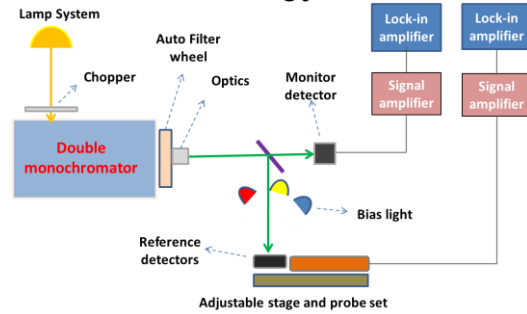 Lamp System
Chopper
Auto Filter
wheel
Optics
Monitor
detector
Lock-in
amplifier
Lock-in
amplifier
Signal
amplifier
Signal
amplifier
Double
monochromator
Bias light
Reference
detectors
Adjustable stage and probe set